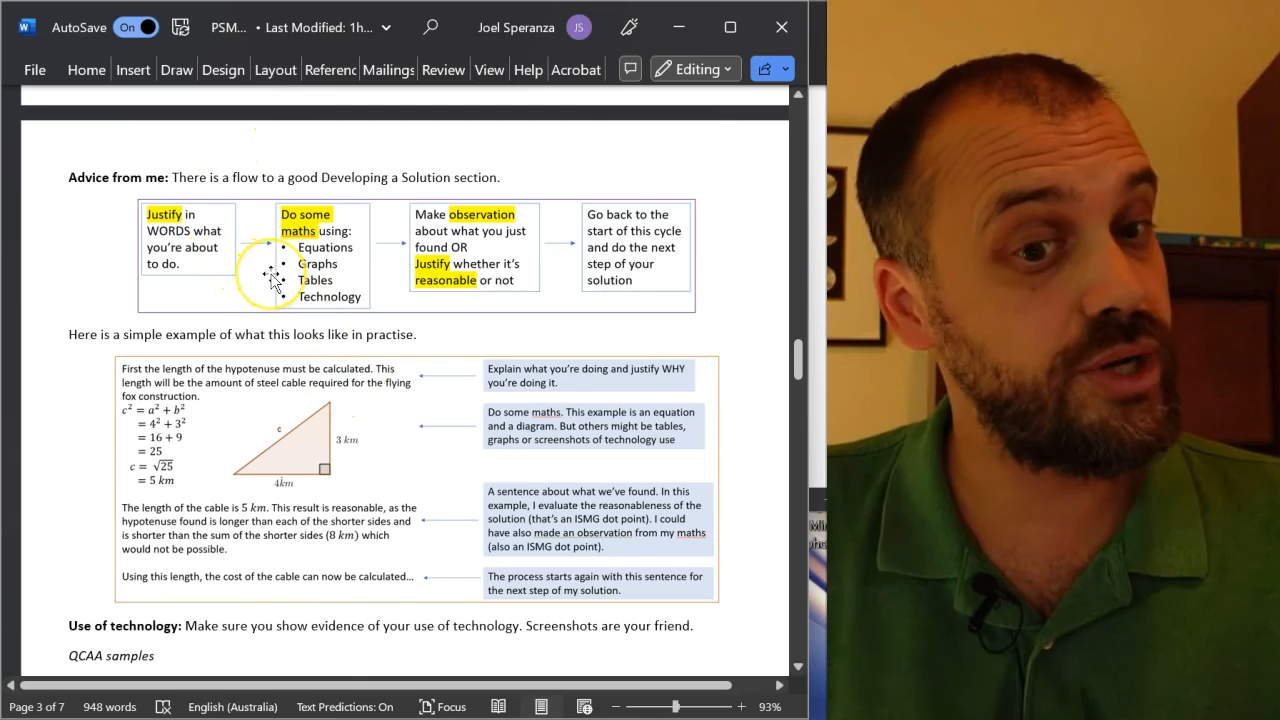 AutoSave On PSM... • Last Modified: 1h... Joel Speranza JS
File Home Insert Draw Design Layout Referenc Mailings Review View Help Acrobat Editing
Advice from me: There is a flow to a good Developing a Solution section.
Justify in
WORDS what
you're about
to do.
Do some
maths using:
• Equations
• Graphs
• Tables
• Technology
Make observation
about what you just
found OR
Justify whether it's
reasonable or not
Go back to the
start of this cycle
and do the next
step of your
solution
Here is a simple example of what this looks like in practise.
First the length of the hypotenuse must be calculated. This
length will be the amount of steel cable required for the flying
fox construction.
c² = a² + b²
= 4² + 3²
= 16 + 9
= 25
c = √25
= 5 km
c
3 km
4km
The length of the cable is 5 km. This result is reasonable, as the
hypotenuse found is longer than each of the shorter sides and
is shorter than the sum of the shorter sides (8 km) which
would not be possible.
Using this length, the cost of the cable can now be calculated...
Explain what you're doing and justify WHY
you're doing it.
Do some maths. This example is an equation
and a diagram. But others might be tables,
graphs or screenshots of technology use
A sentence about what we've found. In this
example, I evaluate the reasonableness of the
solution (that's an ISMG dot point). I could
have also made an observation from my maths
(also an ISMG dot point).
The process starts again with this sentence for
the next step of my solution.
Use of technology: Make sure you show evidence of your use of technology. Screenshots are your friend.
QCAA samples
Page 3 of 7 948 words English (Australia) Text Predictions: On Focus 93%